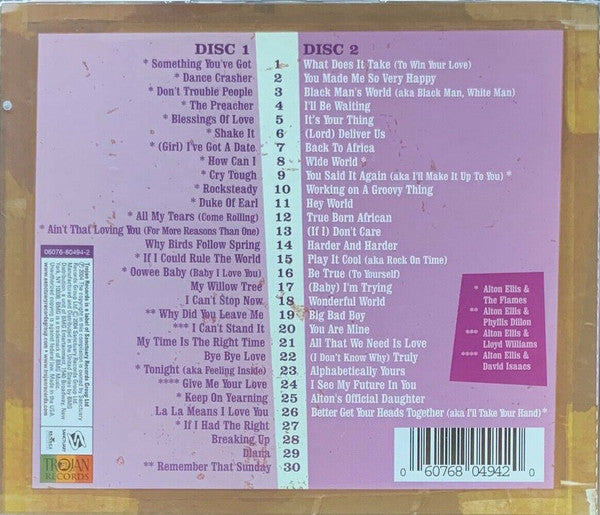 DISC 1 DISC 2
* Something You've Got 1 What Does It Take (To Win Your Love)
* Dance Crasher 2 You Made Me So Very Happy
* Don't Trouble People 3 Black Man's World (aka Black Man, White Man)
* The Preacher 4 I'll Be Waiting
* Blessings Of Love 5 It's Your Thing
* Shake It 6 (Lord) Deliver Us
* (Girl) I've Got A Date 7 Back To Africa
* How Can I 8 Wide World *
* Cry Tough 9 You Said It Again (aka I'll Make It Up To You) *
* Rocksteady 10 Working on A Groovy Thing
* Duke Of Earl 11 Hey World
* All My Tears (Come Rolling) 12 True Born African
* Ain't That Loving You (For More Reasons Than One) 13 (If I) Don't Care
Why Birds Follow Spring 14 Harder And Harder
* If I Could Rule The World 15 Play It Cool (aka Rock On Time)
* Oowee Baby (Baby I Love You) 16 Be True (To Yourself)
My Willow Tree 17 (Baby) I'm Trying
I Can't Stop Now 18 Wonderful World
** Why Did You Leave Me 19 Big Bad Boy
*** I Can't Stand It 20 You Are Mine
My Time Is The Right Time 21 All That We Need Is Love
Bye Bye Love 22 (I Don't Know Why) Truly
* Tonight (aka Feeling Inside) 23 Alphabetically Yours
**** Give Me Your Love 24 I See My Future In You
* Keep On Yearning 25 Alton's Official Daughter
La La Means I Love You 26 Better Get Your Heads Together (aka I'll Take Your Hand) *
* If I Had The Right 27
Breaking Up 28
Diana 29
** Remember That Sunday 30
* Alton Ellis &
The Flames
** Alton Ellis &
Phyllis Dillon
*** Alton Ellis &
Lloyd Williams
**** Alton Ellis &
David Isaacs
06076-80494-2
SANCTUARY
TROJAN
RECORDS
0 60768 04942 0